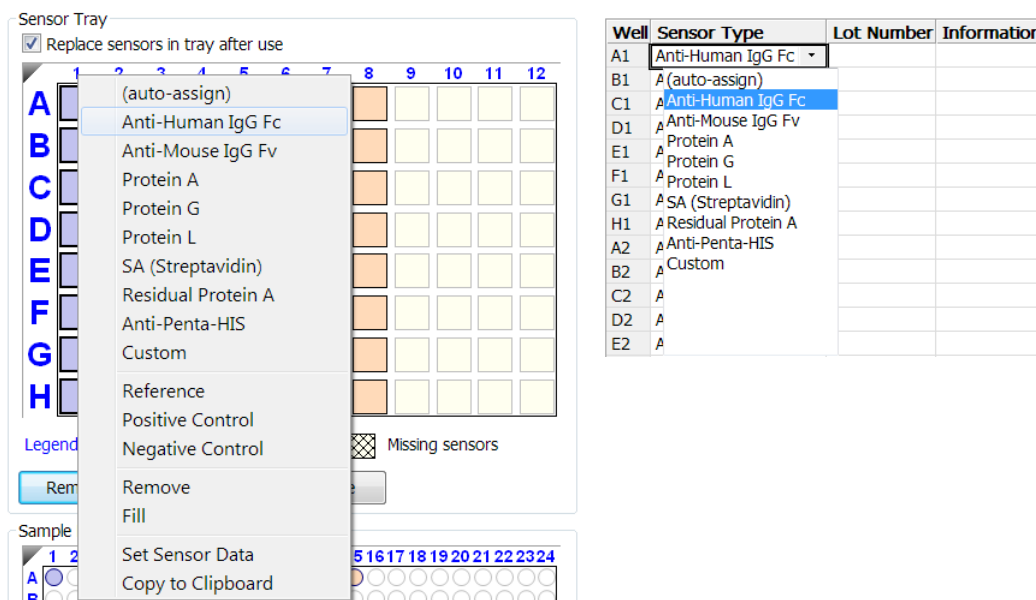 Sensor Tray
Replace sensors in tray after use
1 2 3 4 5 6 7 8 9 10 11 12
A
B
C
D
E
F
G
H
(auto-assign)
Anti-Human IgG Fc
Anti-Mouse IgG Fv
Protein A
Protein G
Protein L
SA (Streptavidin)
Residual Protein A
Anti-Penta-HIS
Custom
Reference
Positive Control
Negative Control
Remove
Fill
Set Sensor Data
Copy to Clipboard
Legend
Missing sensors
Rem
Sample
1 2 5 16 17 18 19 20 21 22 23 24
A
B
Well Sensor Type Lot Number Information
A1 Anti-Human IgG Fc
B1 A
C1 A
D1 A
E1 A
F1 A
G1 A
H1 A
A2 A
B2 A
C2 A
D2 A
E2 A
(auto-assign)
Anti-Human IgG Fc
Anti-Mouse IgG Fv
Protein A
Protein G
Protein L
SA (Streptavidin)
Residual Protein A
Anti-Penta-HIS
Custom